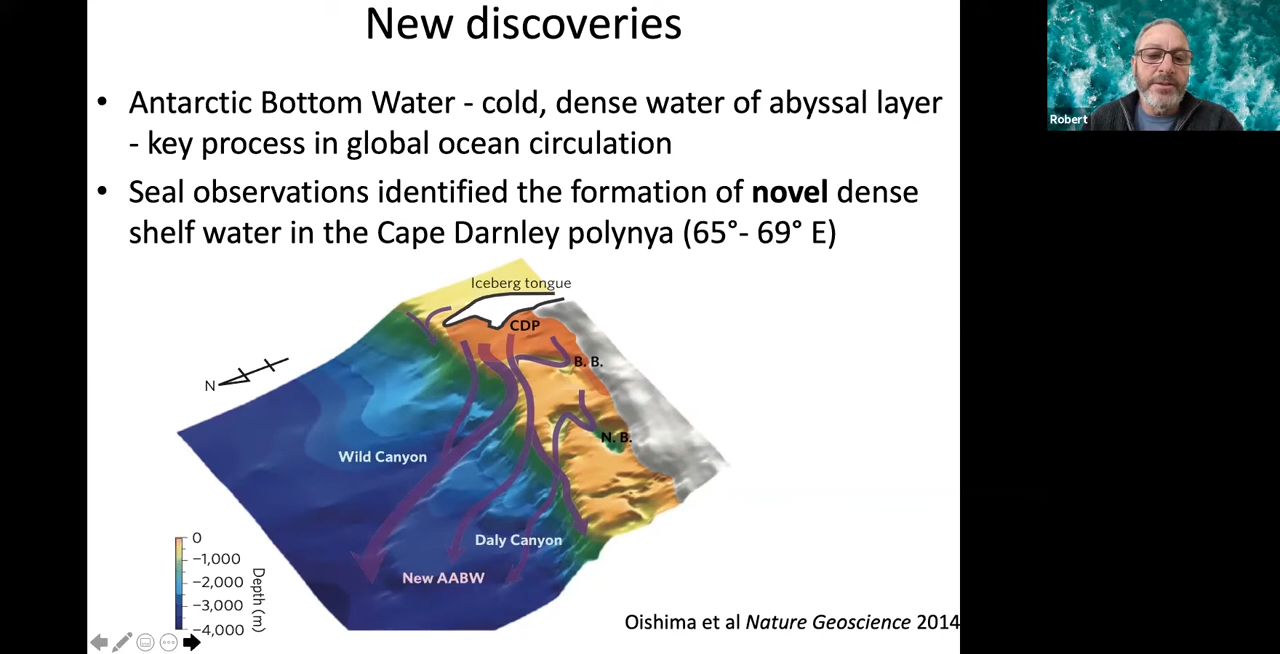 New discoveries
• Antarctic Bottom Water - cold, dense water of abyssal layer
- key process in global ocean circulation
• Seal observations identified the formation of novel dense
shelf water in the Cape Darnley polynya (65°- 69° E)
Iceberg tongue
CDP
B. B.
N
N. B.
Wild Canyon
Daly Canyon
New AABW
0
−1,000
−2,000
−3,000
−4,000
Depth (m)
Oishima et al Nature Geoscience 2014
Robert